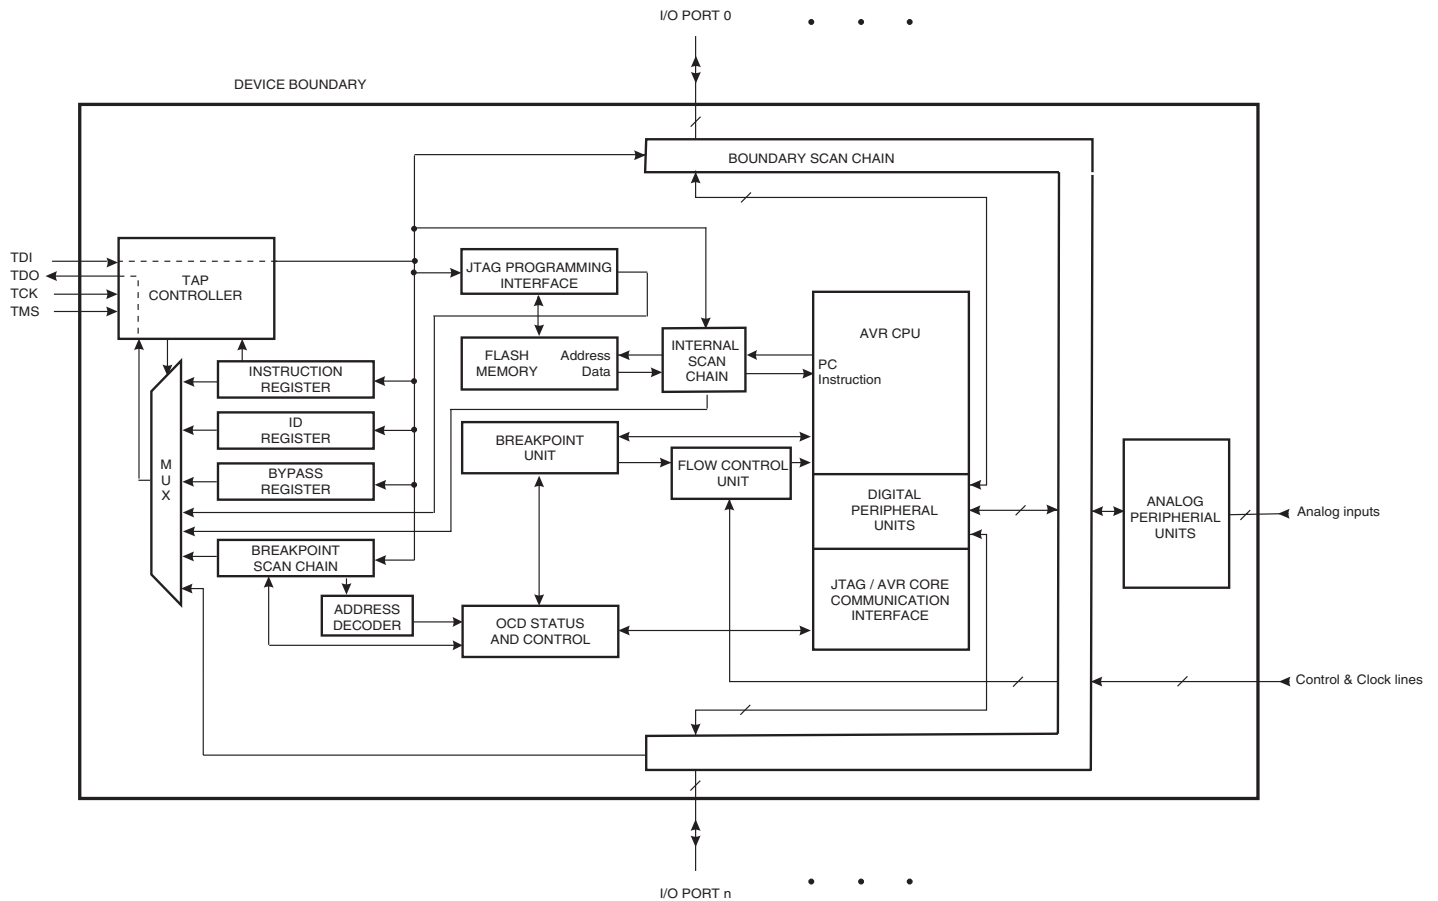 I/O PORT 0
DEVICE BOUNDARY
BOUNDARY SCAN CHAIN
TDI
TDO
TCK
TMS
TAP
CONTROLLER
JTAG PROGRAMMING
INTERFACE
AVR CPU
FLASH
MEMORY
Address
Data
INTERNAL
SCAN
CHAIN
PC
Instruction
INSTRUCTION
REGISTER
ID
REGISTER
BREAKPOINT
UNIT
FLOW CONTROL
UNIT
M
U
X
BYPASS
REGISTER
DIGITAL
PERIPHERAL
UNITS
ANALOG
PERIPHERIAL
UNITS
Analog inputs
BREAKPOINT
SCAN CHAIN
ADDRESS
DECODER
OCD STATUS
AND CONTROL
JTAG / AVR CORE
COMMUNICATION
INTERFACE
Control & Clock lines
I/O PORT n